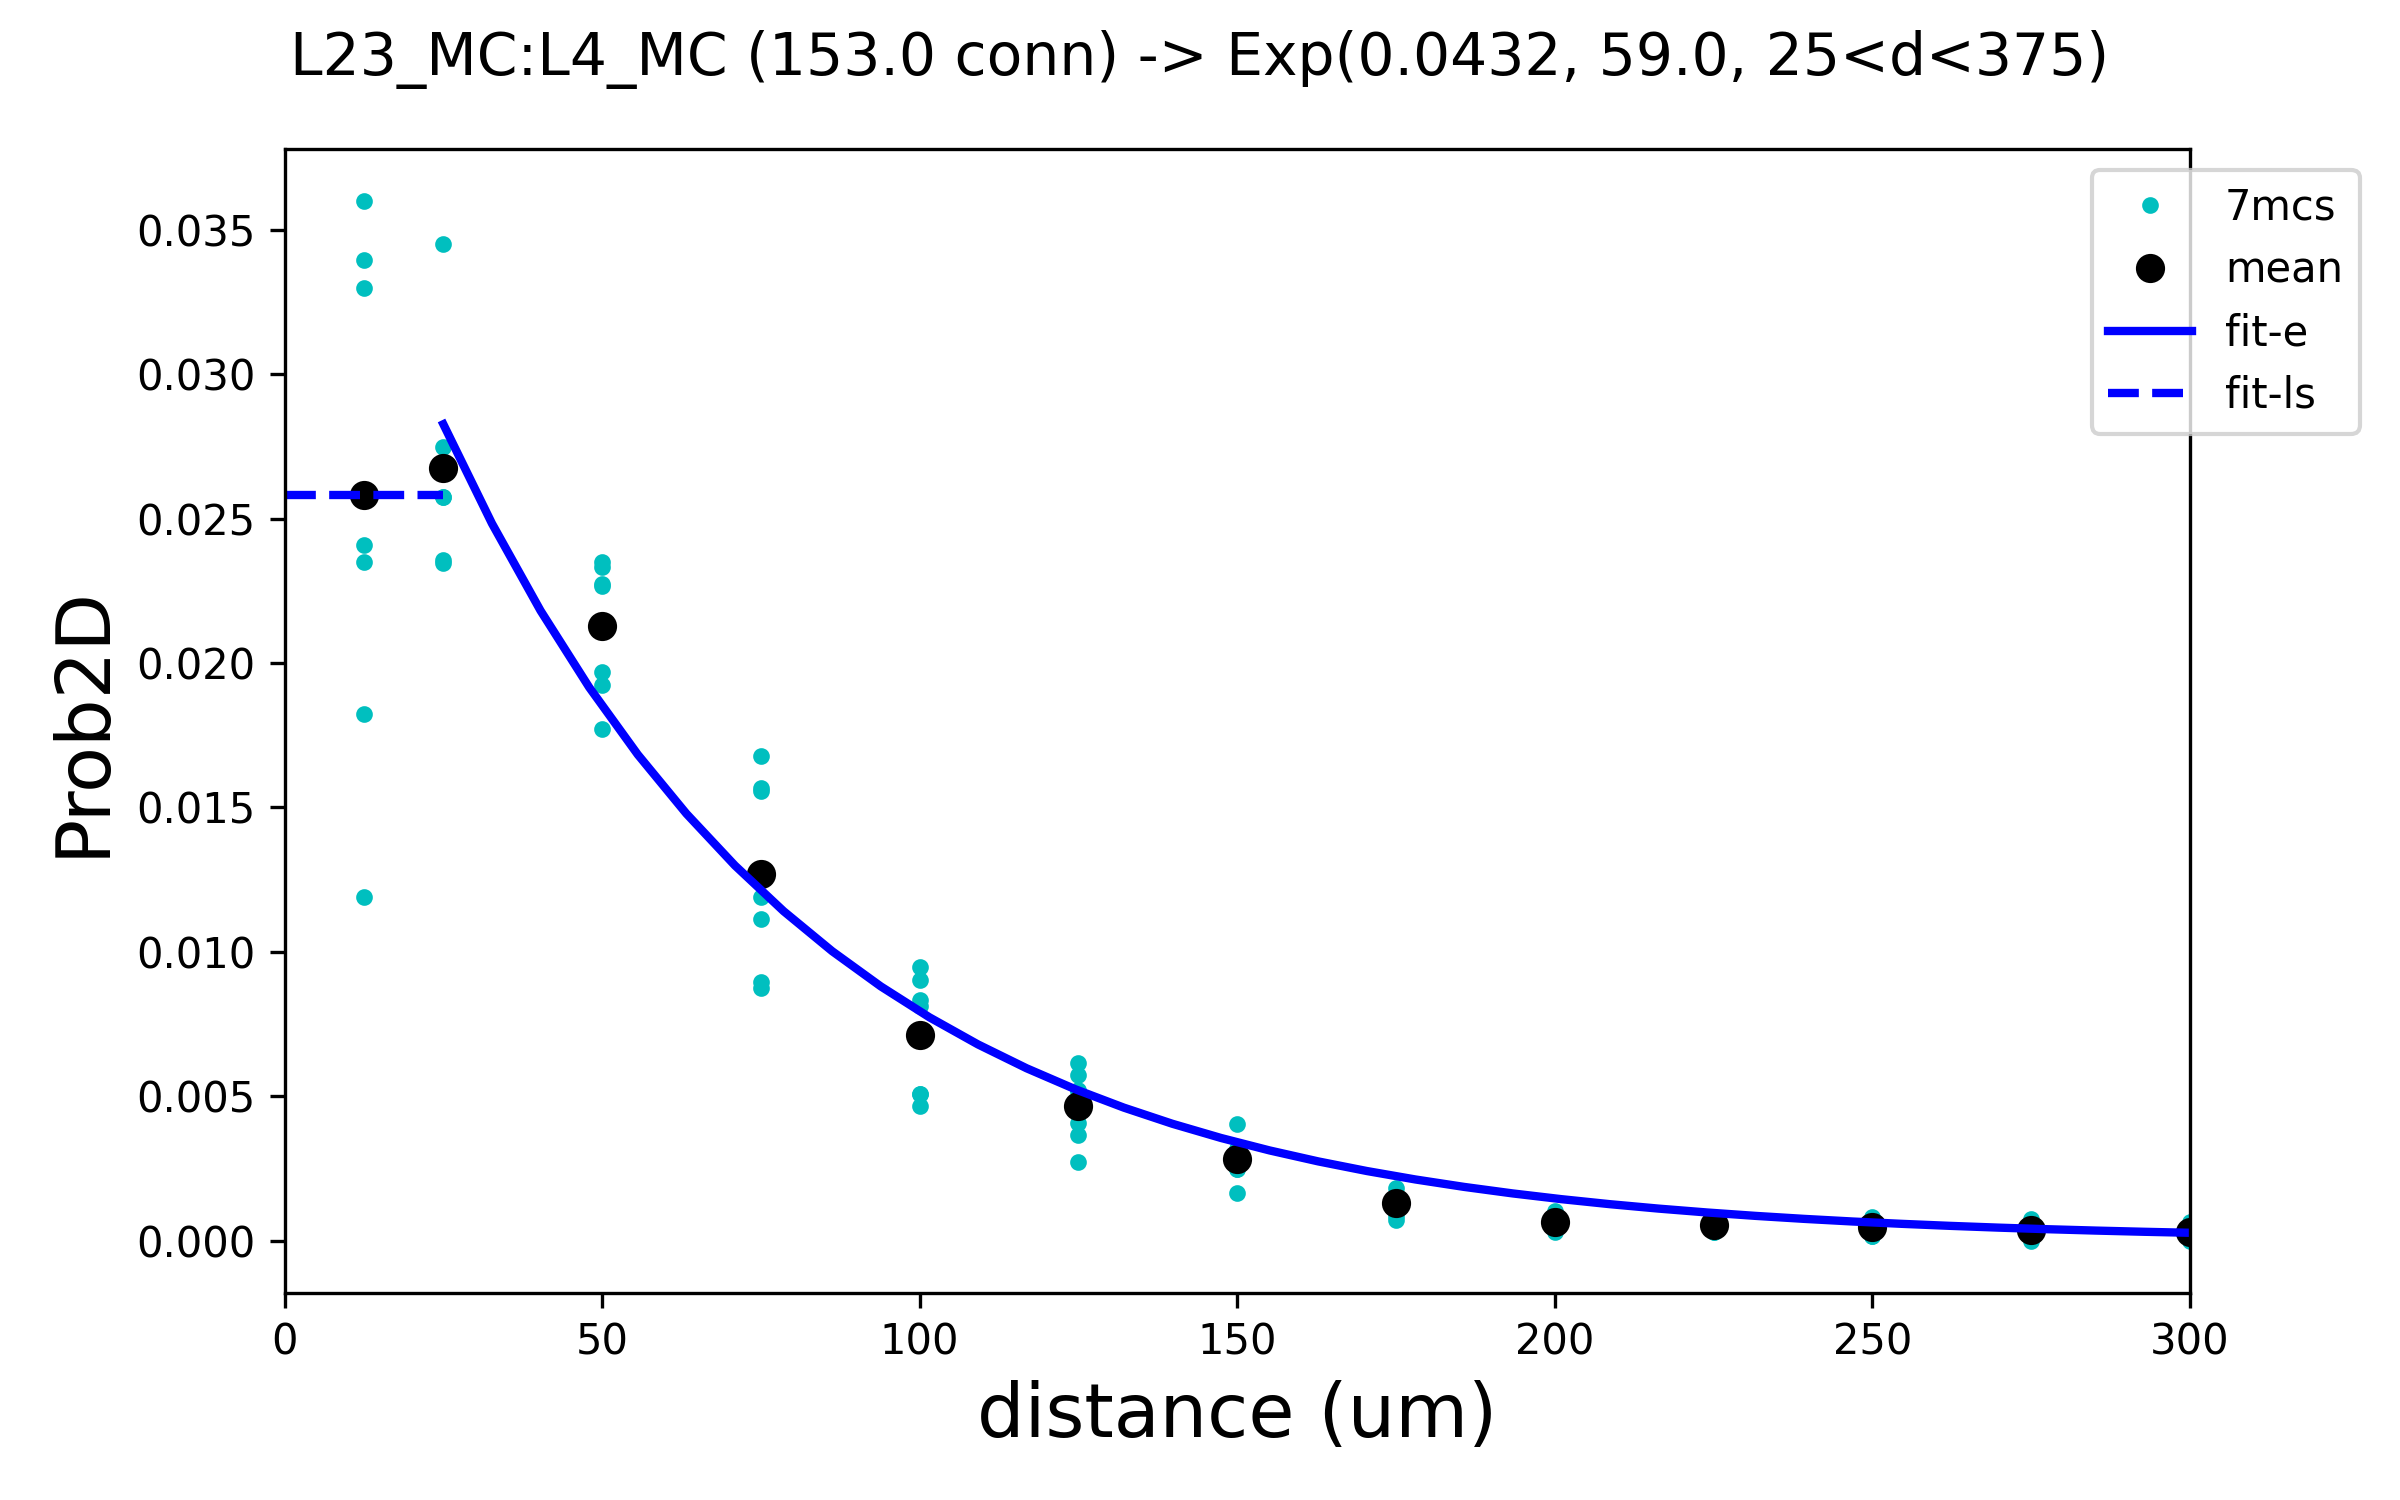 L23_MC:L4_MC (153.0 conn) -> Exp(0.0432, 59.0, 25<d<375)
7mcs
mean
fit-e
fit-ls
Prob2D
0.035
0.030
0.025
0.020
0.015
0.010
0.005
0.000
0 50 100 150 200 250 300
distance (um)